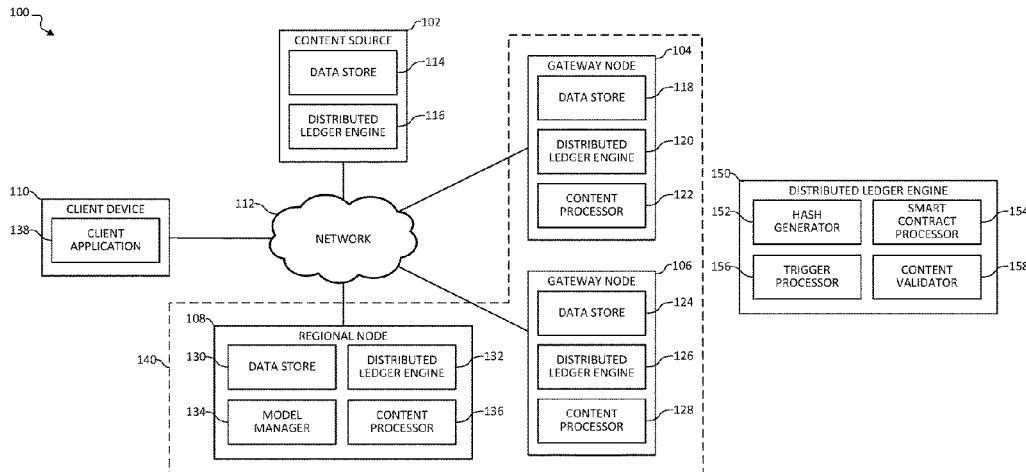 100
102
CONTENT SOURCE
DATA STORE
114
DISTRIBUTED
LEDGER ENGINE
116
104
GATEWAY NODE
DATA STORE
118
DISTRIBUTED
LEDGER ENGINE
120
CONTENT
PROCESSOR
122
110
CLIENT DEVICE
138
CLIENT
APPLICATION
112
NETWORK
150
DISTRIBUTED LEDGER ENGINE
152
HASH
GENERATOR
SMART
CONTRACT
PROCESSOR
154
156
TRIGGER
PROCESSOR
CONTENT
VALIDATOR
158
106
GATEWAY NODE
DATA STORE
124
DISTRIBUTED
LEDGER ENGINE
126
CONTENT
PROCESSOR
128
108
REGIONAL NODE
140
130
DATA STORE
DISTRIBUTED
LEDGER ENGINE
132
134
MODEL
MANAGER
CONTENT
PROCESSOR
136